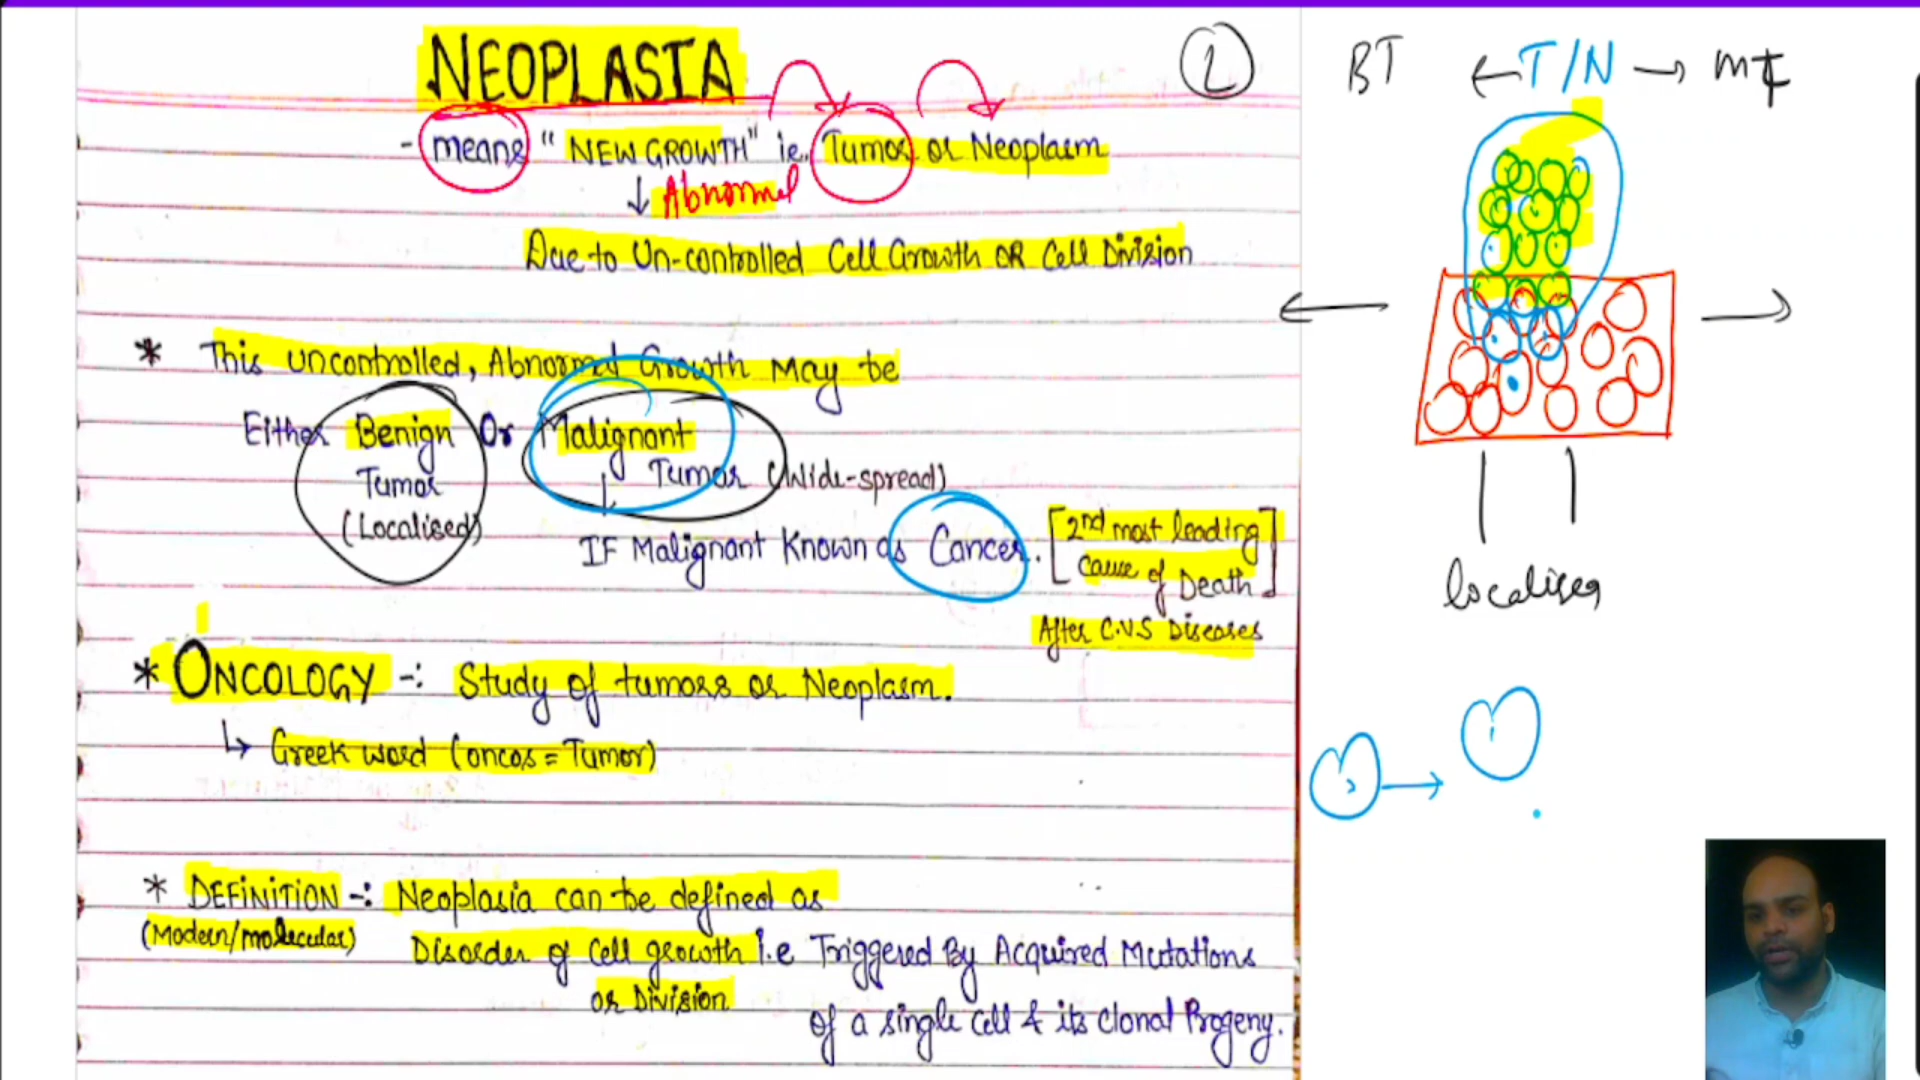 NEOPLASIA
2
- means "NEW GROWTH" ie. Tumor or Neoplasm
↓ Abnormal
Due to Un-controlled Cell Growth OR Cell Division
* This uncontrolled, Abnormal Growth May be
Either Benign Or Malignant
Tumor
Tumor (Wide-spread)
(Localised)
IF Malignant Known as Cancer. [2nd most leading
cause of Death]
After C.V.S Diseases
* ONCOLOGY -: Study of tumors or Neoplasm.
↳ Greek word (oncos = Tumor)
* DEFINITION -: Neoplasia can be defined as
(Modern/molecular)
Disorder of Cell growth i.e Triggered By Acquired Mutations
or Division
of a single cell & its clonal Progeny.
BT ← T/N → MT